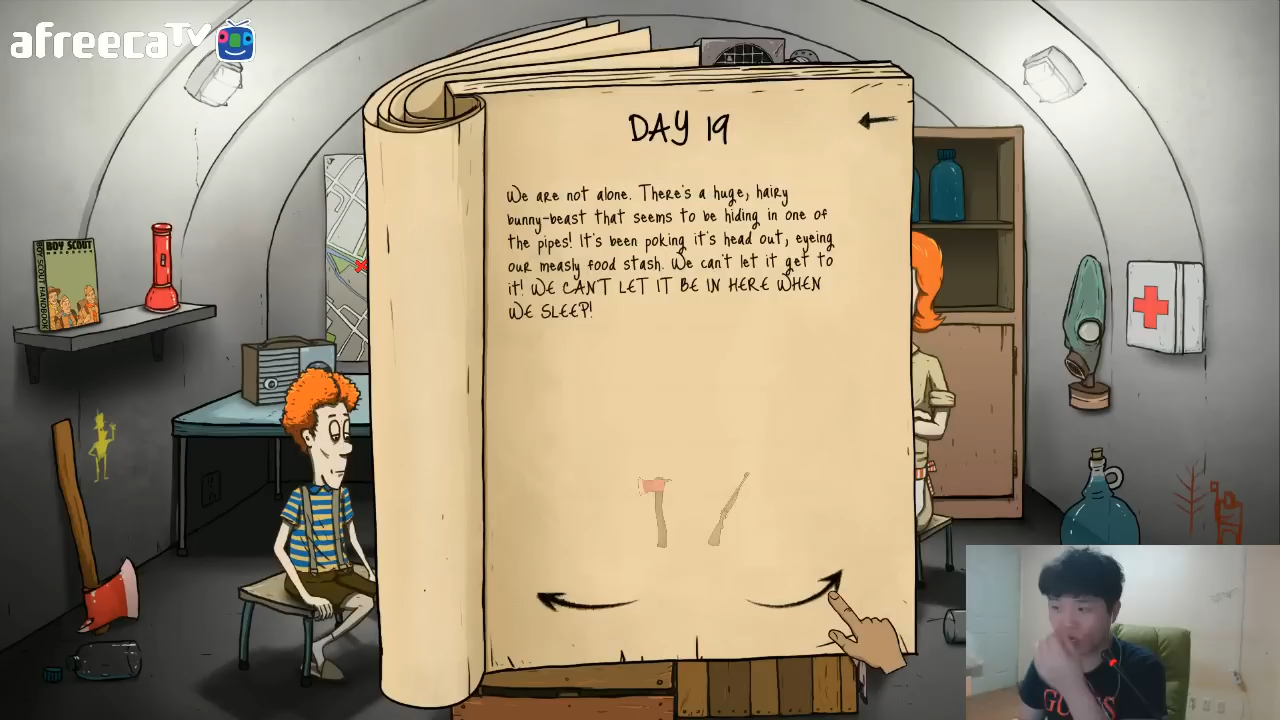 afreecaTV
DAY 19
We are not alone. There's a huge, hairy
bunny-beast that seems to be hiding in one of
the pipes! It's been poking it's head out, eyeing
our measly food stash. We can't let it get to
it! WE CAN'T LET IT BE IN HERE WHEN
WE SLEEP!
BOY SCOUT
BOY SCOUT HANDBOOK
GUESS